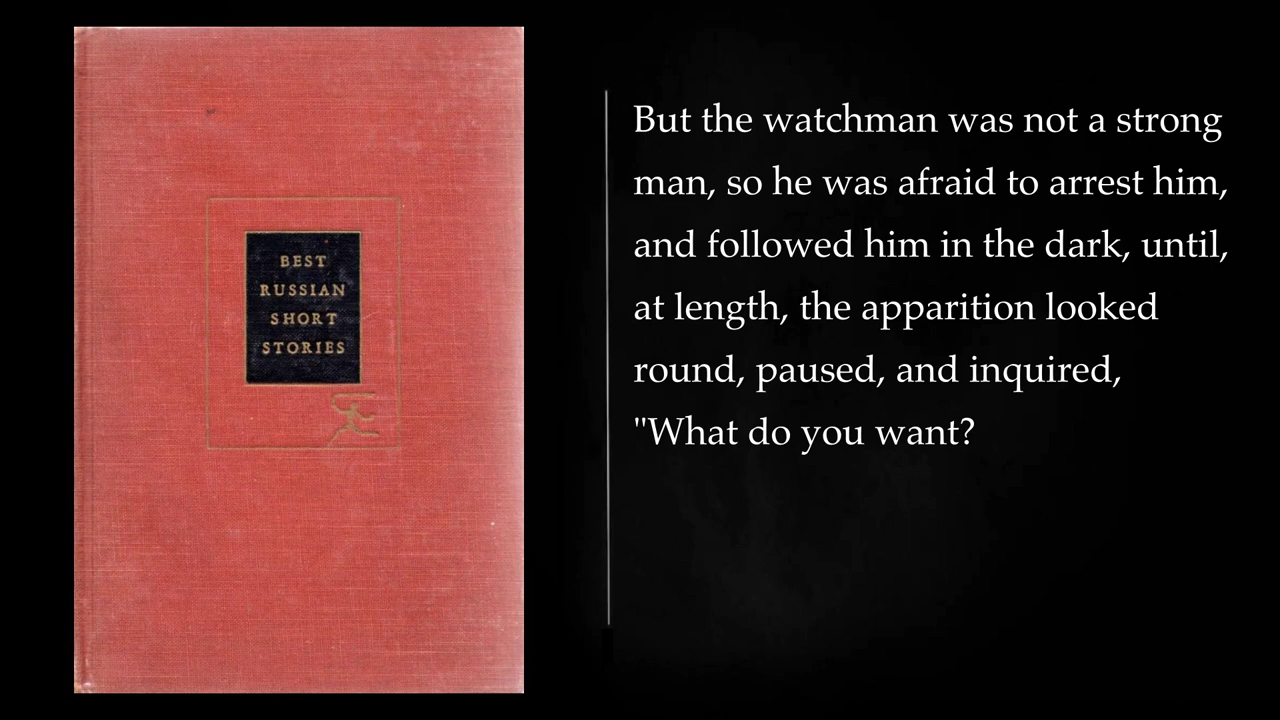 BEST
RUSSIAN
SHORT
STORIES
But the watchman was not a strong
man, so he was afraid to arrest him,
and followed him in the dark, until,
at length, the apparition looked
round, paused, and inquired,
"What do you want?